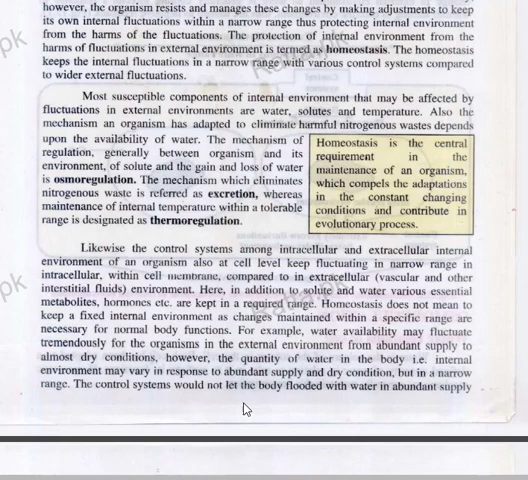 however, the organism resists and manages these changes by making adjustments to keep
its own internal fluctuations within a narrow range thus protecting internal environment
from the harms of the fluctuations. The protection of internal environment from the
harms of fluctuations in external environment is termed as homeostasis. The homeostasis
keeps the internal fluctuations in a narrow range with various control systems compared
to wider external fluctuations.
Most susceptible components of internal environment that may be affected by
fluctuations in external environments are water, solutes and temperature. Also the
mechanism an organism has adapted to eliminate harmful nitrogenous wastes depends
upon the availability of water. The mechanism of
regulation, generally between organism and its
environment, of solute and the gain and loss of water
is osmoregulation. The mechanism which eliminates
nitrogenous waste is referred as excretion, whereas
maintenance of internal temperature within a tolerable
range is designated as thermoregulation.
Homeostasis is the central
requirement in the
maintenance of an organism,
which compels the adaptations
in the constant changing
conditions and contribute in
evolutionary process.
Likewise the control systems among intracellular and extracellular internal
environment of an organism also at cell level keep fluctuating in narrow range in
intracellular, within cell membrane, compared to in extracellular (vascular and other
interstitial fluids) environment. Here, in addition to solute and water various essential
metabolites, hormones etc. are kept in a required range. Homeostasis does not mean to
keep a fixed internal environment as changes maintained within a specific range are
necessary for normal body functions. For example, water availability may fluctuate
tremendously for the organisms in the external environment from abundant supply to
almost dry conditions, however, the quantity of water in the body i.e. internal
environment may vary in response to abundant supply and dry condition, but in a narrow
range. The control systems would not let the body flooded with water in abundant supply